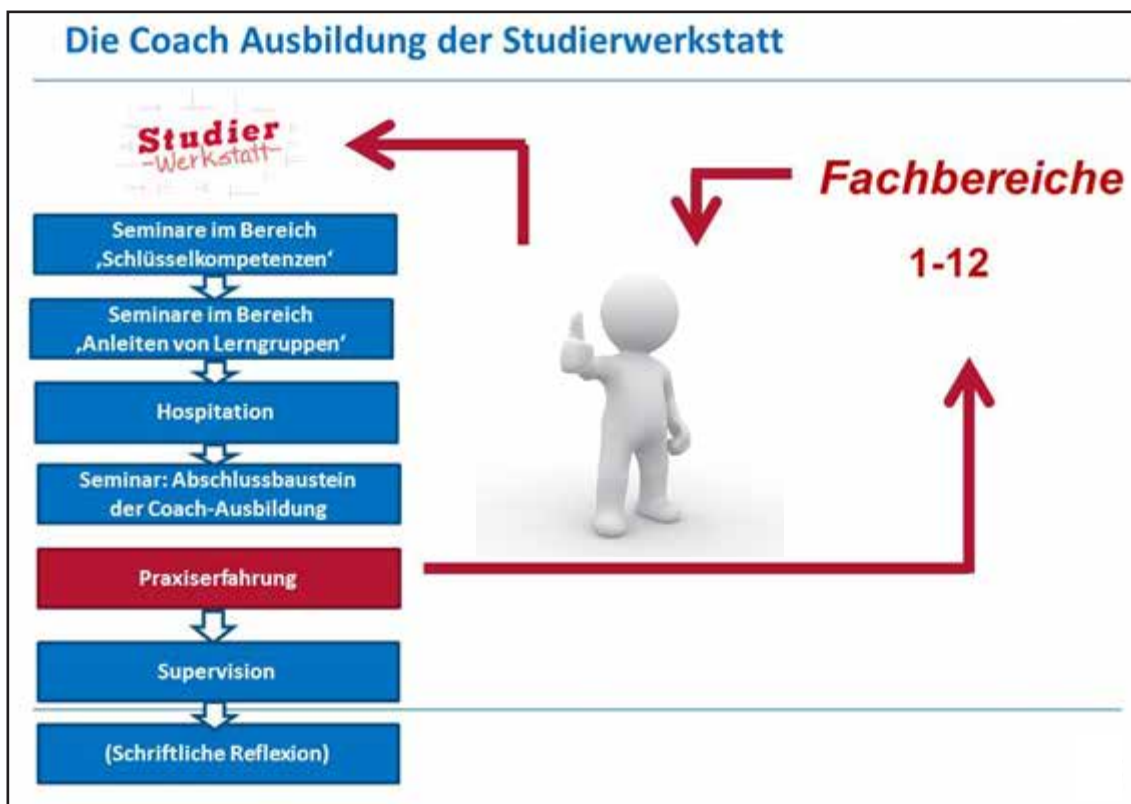 Die Coach Ausbildung der Studierwerkstatt
Studier
-Werkstatt-
Fachbereiche
1-12
Seminare im Bereich
‚Schlüsselkompetenzen‘
Seminare im Bereich
‚Anleiten von Lerngruppen‘
Hospitation
Seminar: Abschlussbaustein
der Coach-Ausbildung
Praxiserfahrung
Supervision
(Schriftliche Reflexion)